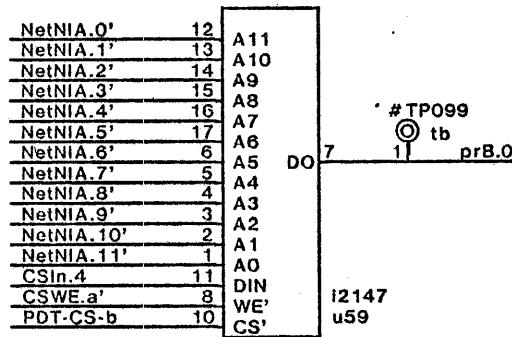 NetNIA.0' 12 A11
NetNIA.1' 13 A10
NetNIA.2' 14 A9
NetNIA.3' 15 A8
NetNIA.4' 16 A7
NetNIA.5' 17 A6
NetNIA.6' 6 A5
NetNIA.7' 5 A4
NetNIA.8' 4 A3
NetNIA.9' 3 A2
NetNIA.10' 2 A1
NetNIA.11' 1 A0
CSIn.4 11 DIN
CSWE.a' 8 WE'
PDT-CS-b 10 CS'
#TP099
tb
DO 7 1 prB.0
i2147
u59